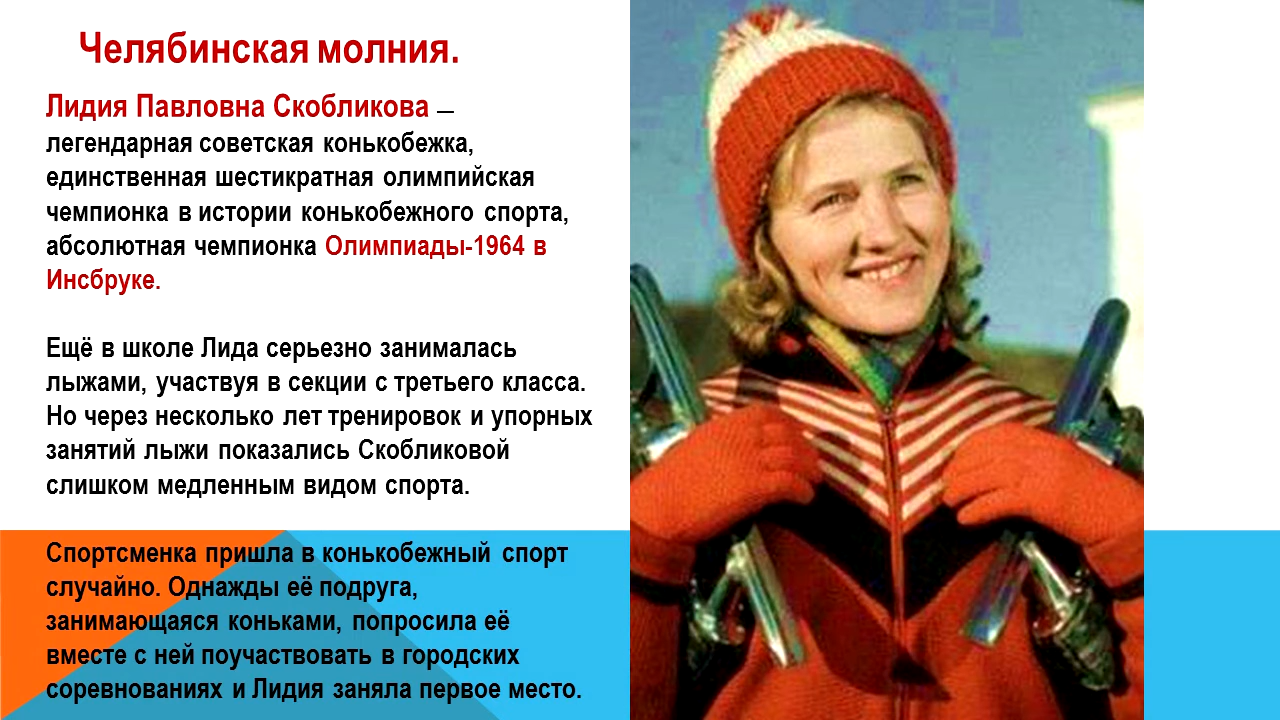 Челябинская молния.
Лидия Павловна Скобликова —
легендарная советская конькобежка,
единственная шестикратная олимпийская
чемпионка в истории конькобежного спорта,
абсолютная чемпионка Олимпиады-1964 в
Инсбруке.
Ещё в школе Лида серьезно занималась
лыжами, участвуя в секции с третьего класса.
Но через несколько лет тренировок и упорных
занятий лыжи показались Скобликовой
слишком медленным видом спорта.
Спортсменка пришла в конькобежный спорт
случайно. Однажды её подруга,
занимающаяся коньками, попросила её
вместе с ней поучаствовать в городских
соревнованиях и Лидия заняла первое место.